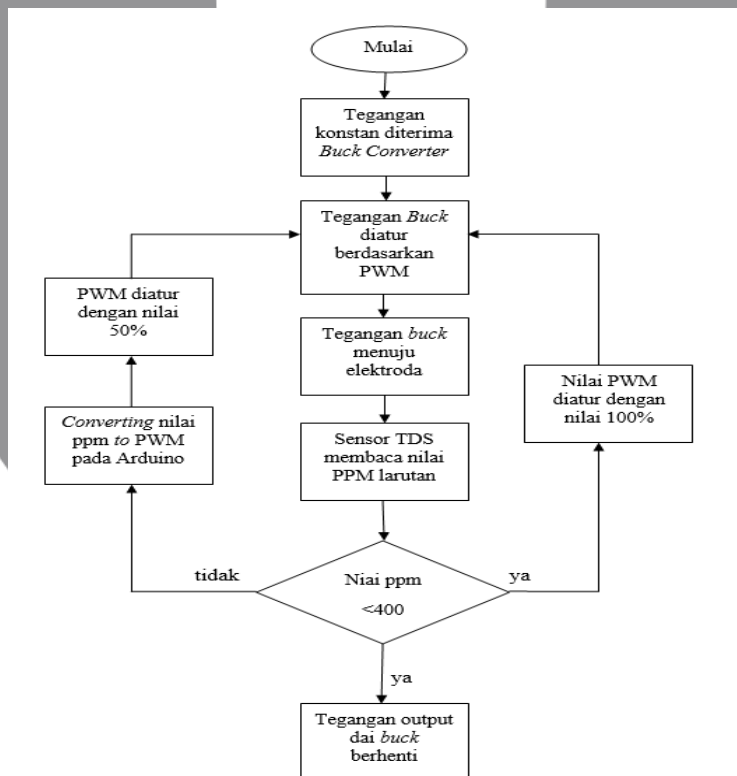 Mulai
Tegangan
konstan diterima
Buck Converter
Tegangan Buck
diatur
berdasarkan
PWM
PWM diatur
dengan nilai
50%
Tegangan buck
menuju
elektroda
Nilai PWM
diatur dengan
nilai 100%
Converting nilai
ppm to PWM
pada Arduino
Sensor TDS
membaca nilai
PPM larutan
tidak
Niai ppm
<400
ya
ya
Tegangan output
dai buck
berhenti